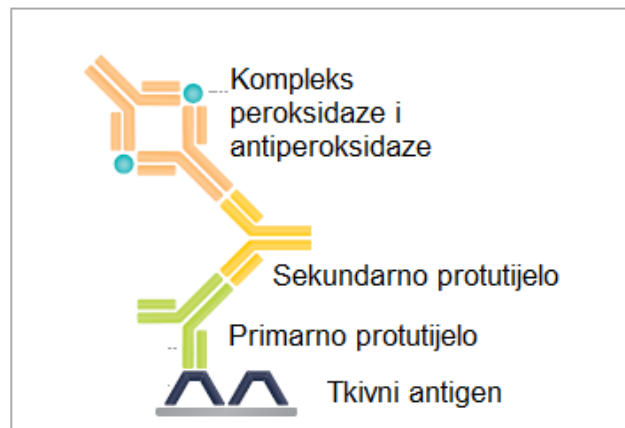 Kompleks
peroksidaze i
antiperoksidaze
Sekundarno protutijelo
Primarno protutijelo
Tkivni antigen